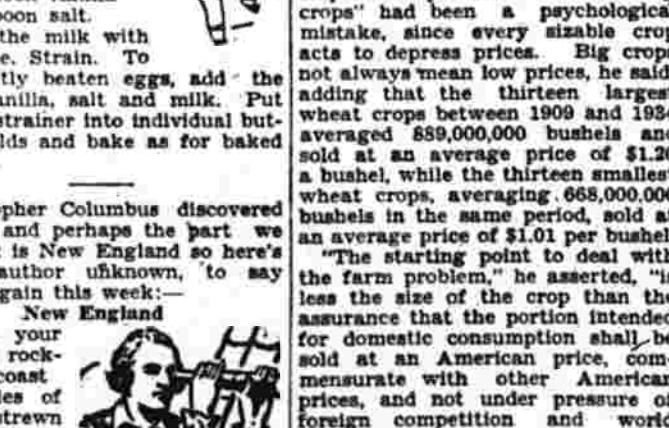 poon salt.
the milk with
e. Strain. To
tly beaten eggs, add the
anilla, salt and milk. Put
strainer into individual but-
lds and bake as for baked
opher Columbus discovered
and perhaps the part we
t is New England so here's
author unknown, to say
gain this week:—
New England
your
rock-
coast
les of
strewn
crops" had been a psychologica
mistake, since every sizable crop
acts to depress prices. Big crop
not always mean low prices, he said
adding that the thirteen larges
wheat crops between 1909 and 193
averaged 889,000,000 bushels an
sold at an average price of $1.2
a bushel, while the thirteen smalles
wheat crops, averaging 668,000,00
bushels in the same period, sold a
an average price of $1.01 per bushel
"The starting point to deal with
the farm problem," he asserted, "i
less the size of the crop than the
assurance that the portion intended
for domestic consumption shall be
sold at an American price, com-
mensurate with other American
prices, and not under pressure of
foreign competition and world